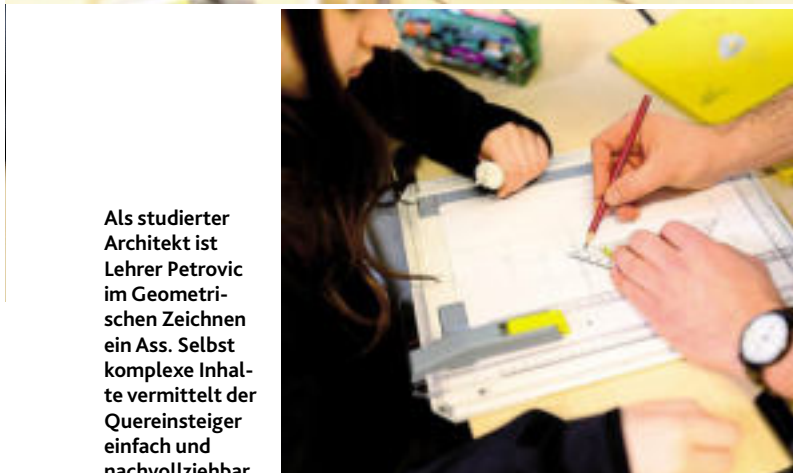 Als studierter
Architekt ist
Lehrer Petrovic
im Geometri-
schen Zeichnen
ein Ass. Selbst
komplexe Inhal-
te vermittelt der
Quereinsteiger
einfach und
nachvollziehbar